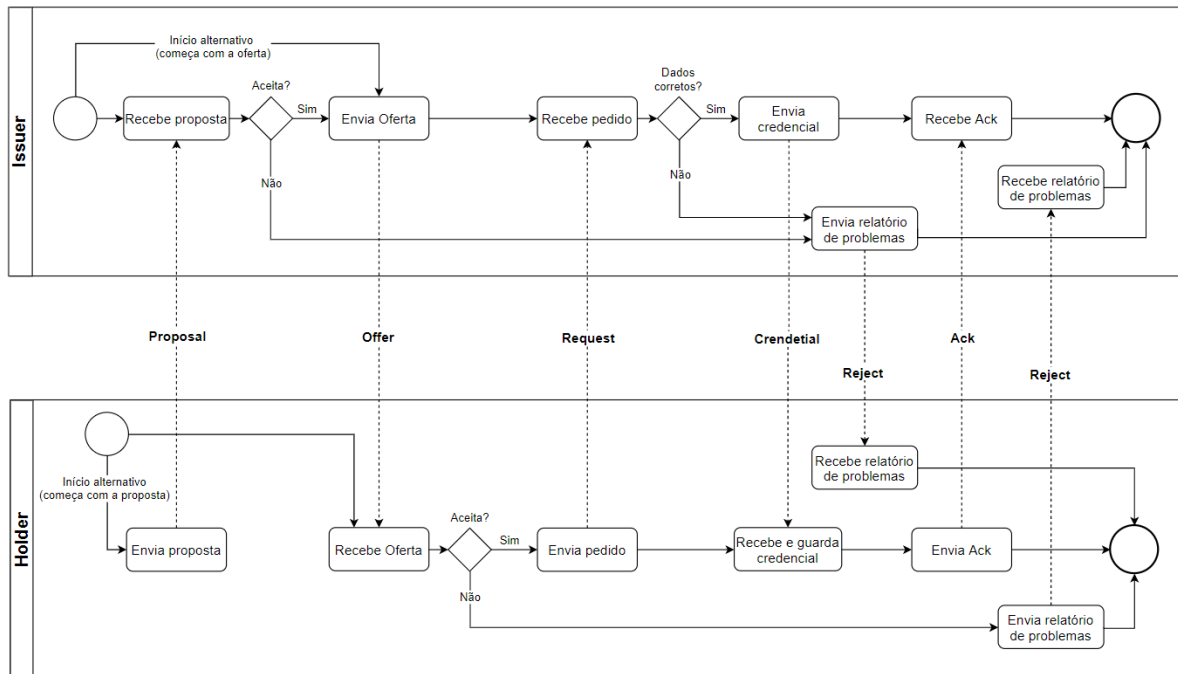 Issuer
Início alternativo
(começa com a oferta)
Recebe proposta
Aceita?
Sim
Não
Envia Oferta
Recebe pedido
Dados
corretos?
Sim
Não
Envia
credencial
Recebe Ack
Recebe relatório
de problemas
Envia relatório
de problemas
Proposal
Offer
Request
Crendetial
Ack
Reject
Reject
Holder
Início alternativo
(começa com a proposta)
Envia proposta
Recebe Oferta
Aceita?
Sim
Não
Envia pedido
Recebe e guarda
credencial
Recebe relatório
de problemas
Envia Ack
Envia relatório
de problemas